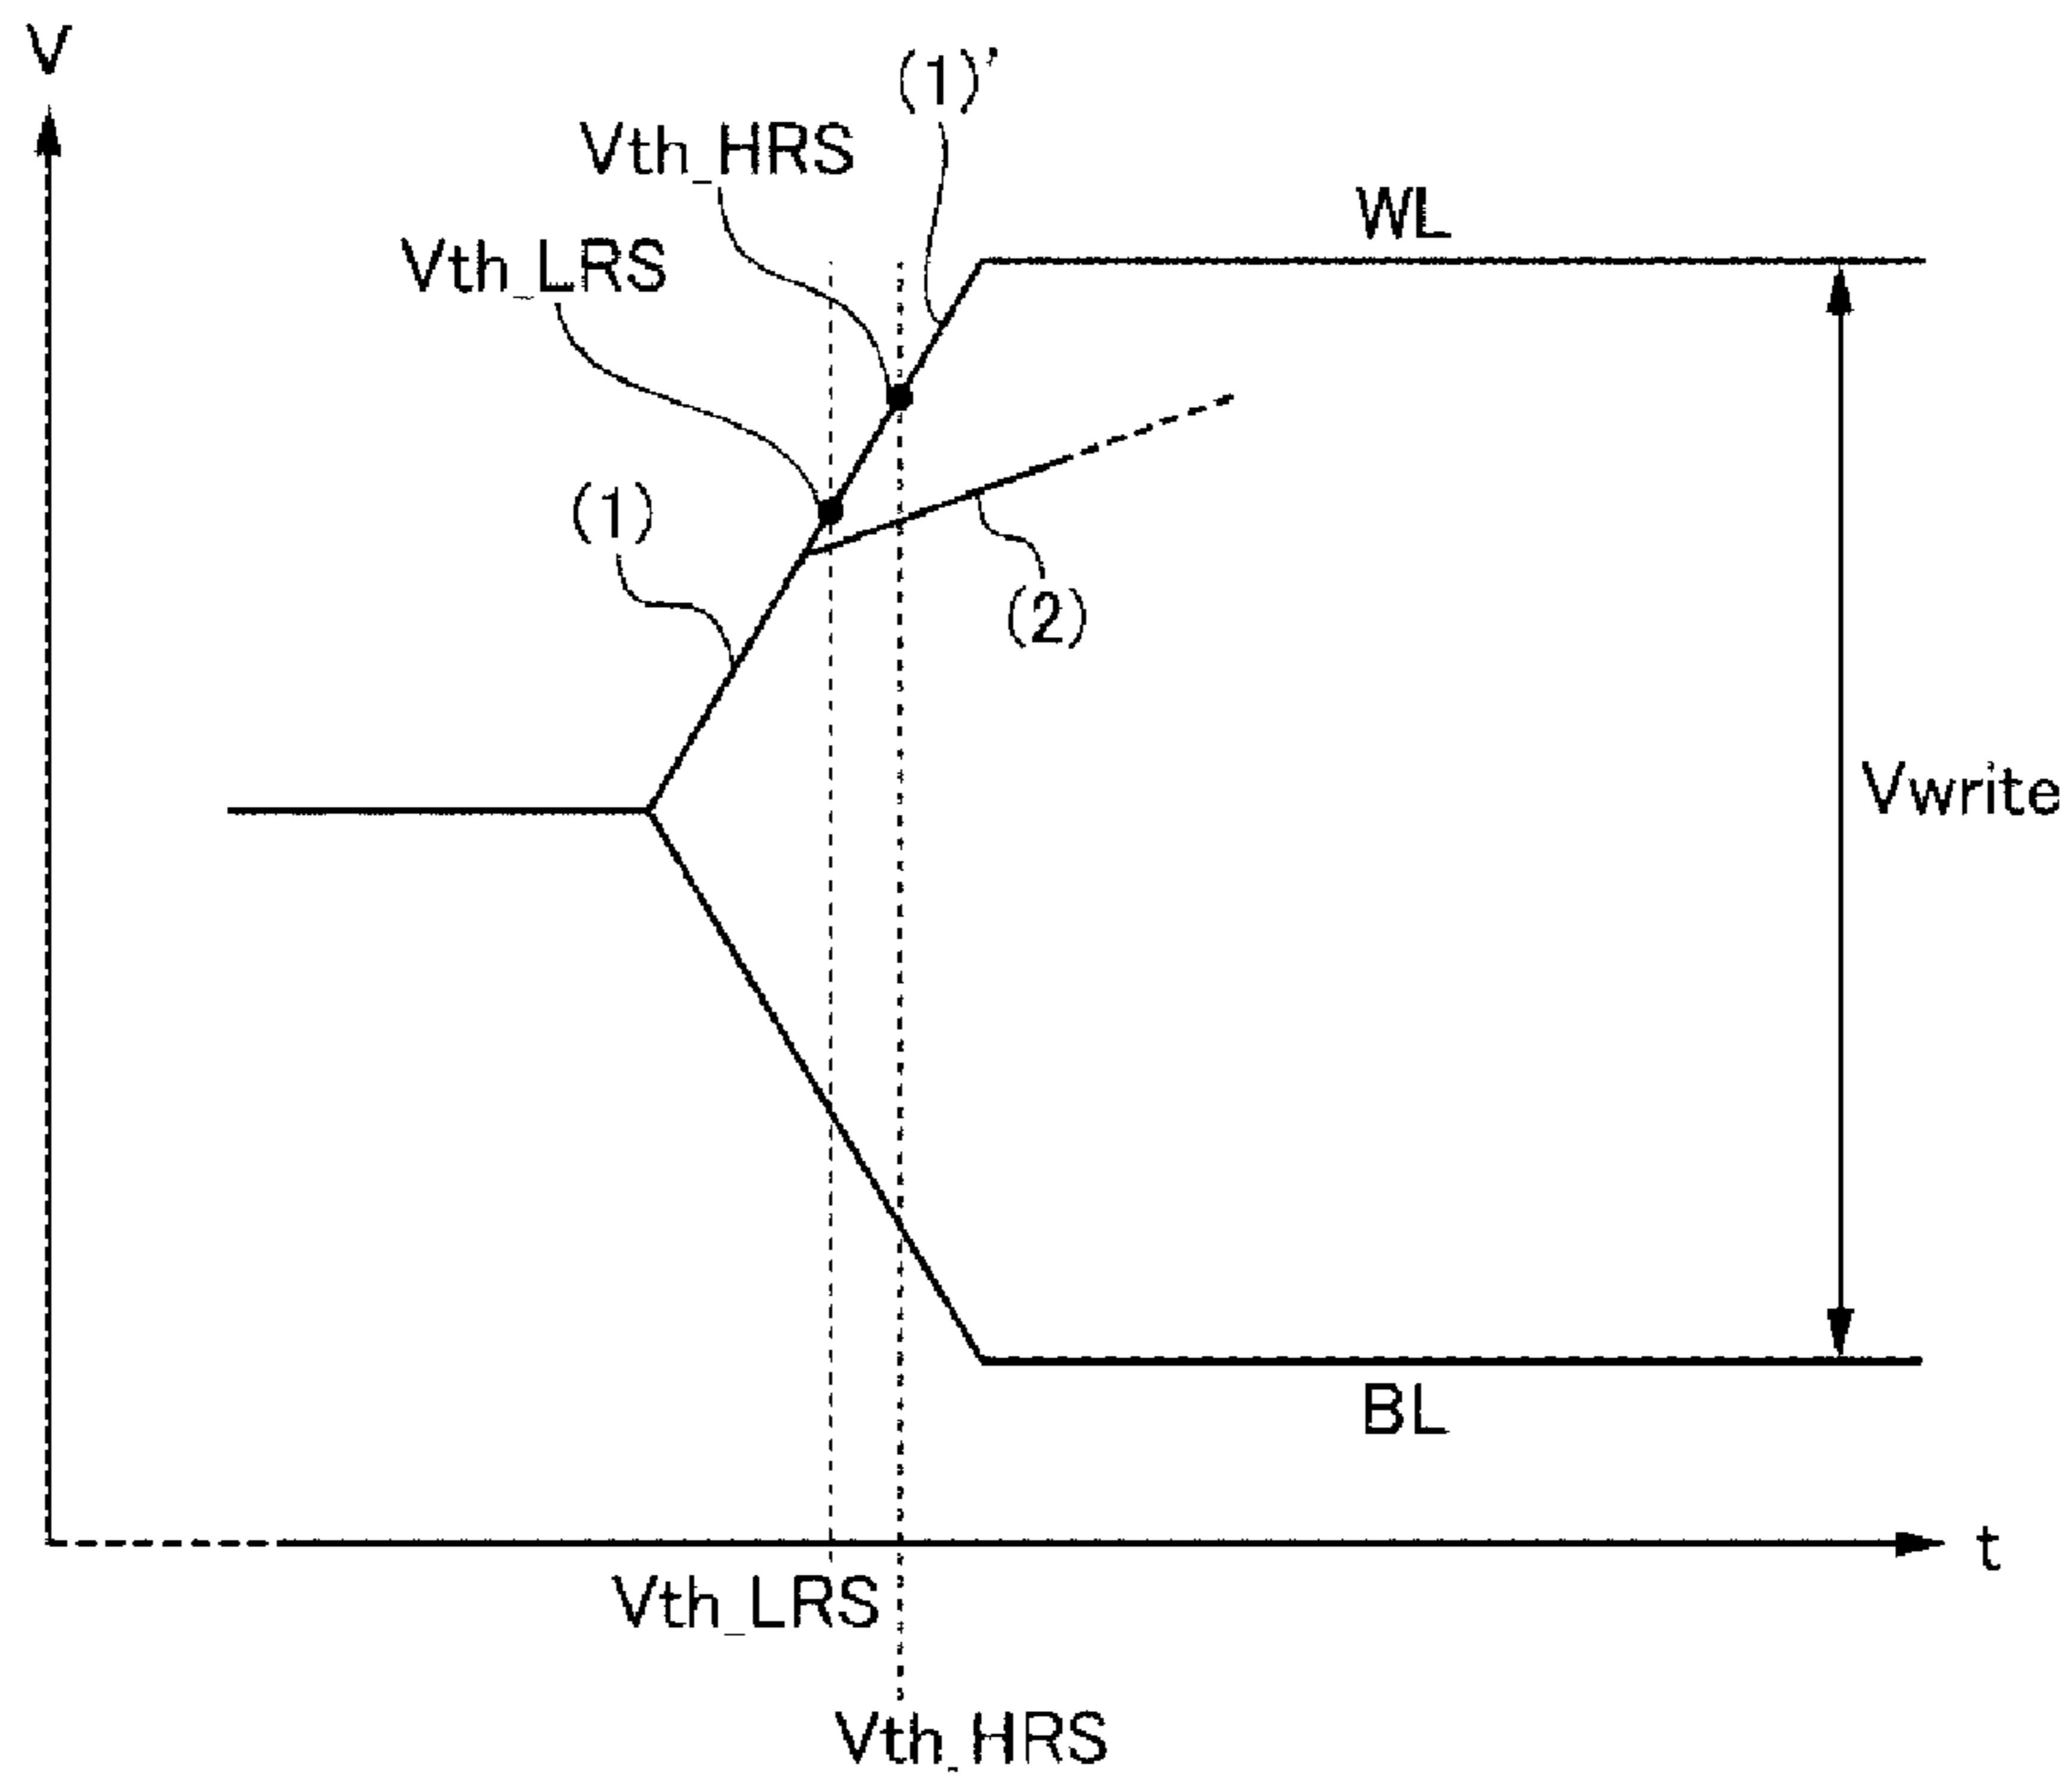 V
(1)'
Vth_HRS
WL
Vth_LRS
(1)
(2)
Vwrite
BL
t
Vth_LRS
Vth_HRS